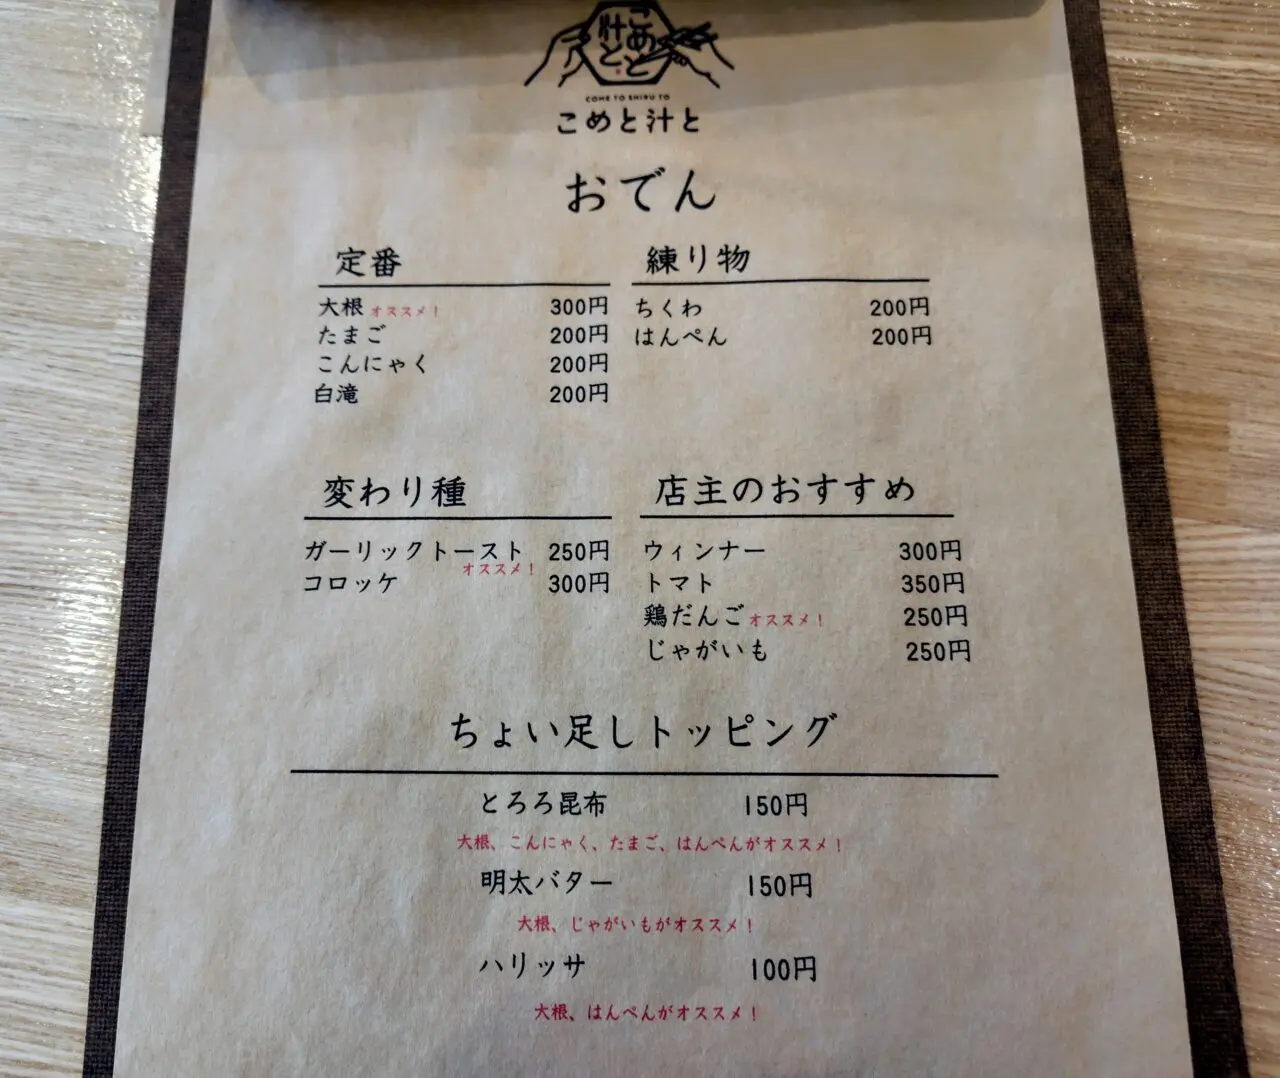 こめと
汁と
COME TO SHIRU TO
こめと汁と
おでん
定番
大根 オススメ! 300円
たまご 200円
こんにゃく 200円
白滝 200円
練り物
ちくわ 200円
はんぺん 200円
変わり種
ガーリックトースト 250円
オススメ!
コロッケ 300円
店主のおすすめ
ウィンナー 300円
トマト 350円
鶏だんご オススメ! 250円
じゃがいも 250円
ちょい足しトッピング
とろろ昆布 150円
大根、こんにゃく、たまご、はんぺんがオススメ!
明太バター 150円
大根、じゃがいもがオススメ!
ハリッサ 100円
大根、はんぺんがオススメ!